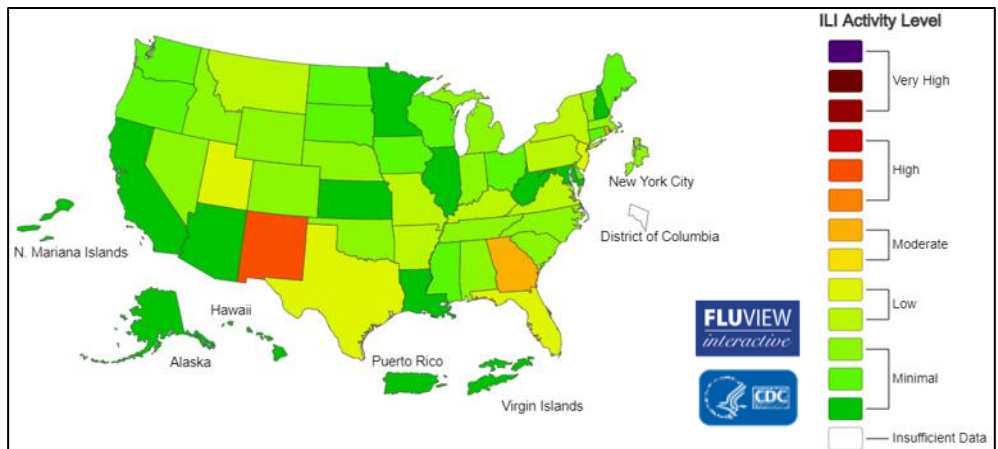 ILI Activity Level
Very High
High
New York City
N. Mariana Islands
District of Columbia
Moderate
Hawaii
Low
FLUVIEW
interactive
Alaska
Puerto Rico
Minimal
CDC
Virgin Islands
Insufficient Data